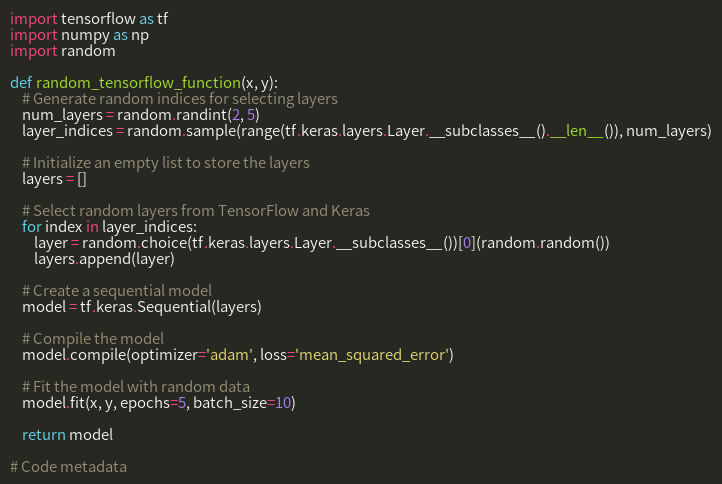 import tensorflow as tf
import numpy as np
import random

def random_tensorflow_function(x, y):
    # Generate random indices for selecting layers
    num_layers = random.randint(2, 5)
    layer_indices = random.sample(range(tf.keras.layers.Layer.__subclasses__().__len__()), num_layers)

    # Initialize an empty list to store the layers
    layers = []

    # Select random layers from TensorFlow and Keras
    for index in layer_indices:
        layer = random.choice(tf.keras.layers.Layer.__subclasses__())[0](random.random())
        layers.append(layer)

    # Create a sequential model
    model = tf.keras.Sequential(layers)

    # Compile the model
    model.compile(optimizer='adam', loss='mean_squared_error')

    # Fit the model with random data
    model.fit(x, y, epochs=5, batch_size=10)

    return model

# Code metadata